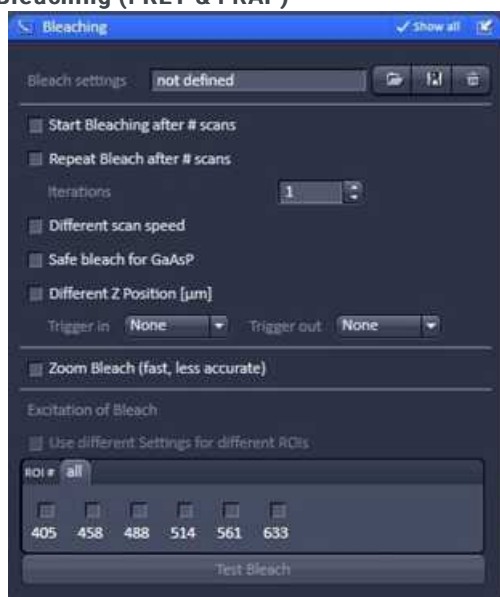 Bleaching (FRET & FRAP)
Bleaching
Show all
Bleach settings not defined
Start Bleaching after # scans
Repeat Bleach after # scans
Iterations 1
Different scan speed
Safe bleach for GaAsP
Different Z Position [µm]
Trigger in None Trigger out None
Zoom Bleach (fast, less accurate)
Excitation of Bleach
Use different Settings for different ROIs
ROI # all
405 458 488 514 561 633
Test Bleach